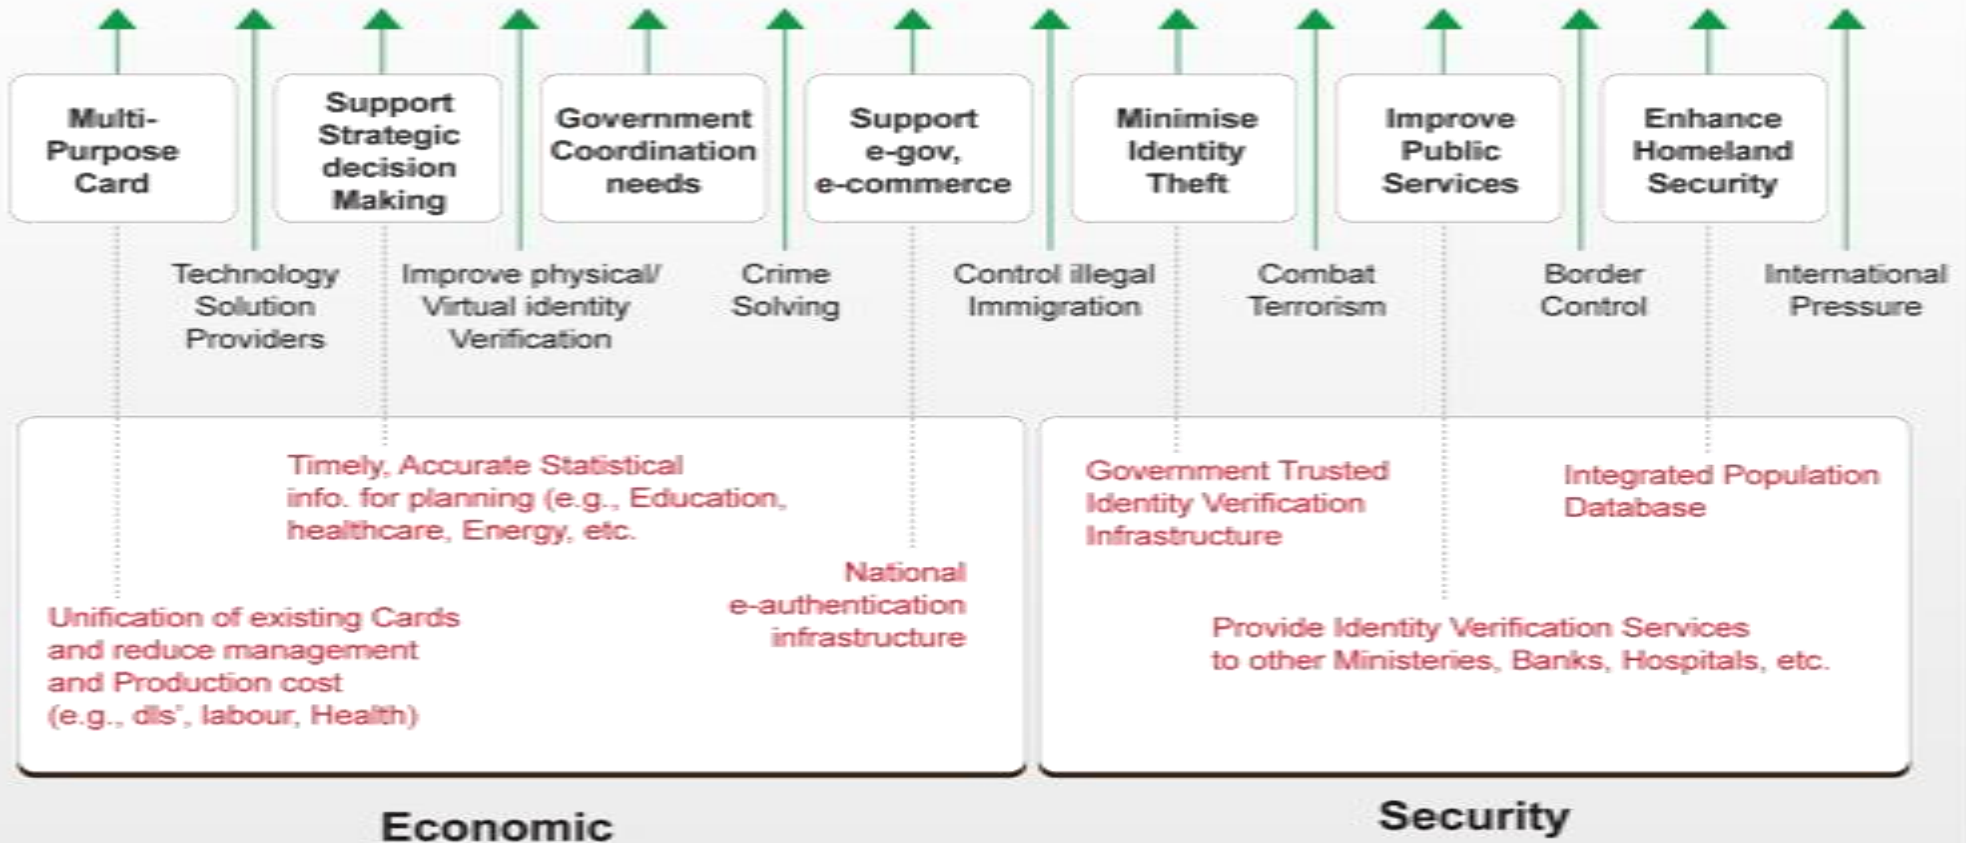 Multi-
Purpose
Card
Support
Strategic
decision
Making
Government
Coordination
needs
Support
e-gov,
e-commerce
Minimise
Identity
Theft
Improve
Public
Services
Enhance
Homeland
Security
Technology
Solution
Providers
Improve physical/
Virtual identity
Verification
Crime
Solving
Control illegal
Immigration
Combat
Terrorism
Border
Control
International
Pressure
Timely, Accurate Statistical
info. for planning (e.g., Education,
healthcare, Energy, etc.
National
e-authentication
infrastructure
Unification of existing Cards
and reduce management
and Production cost
(e.g., dls', labour, Health)
Government Trusted
Identity Verification
Infrastructure
Integrated Population
Database
Provide Identity Verification Services
to other Ministeries, Banks, Hospitals, etc.
Economic
Security